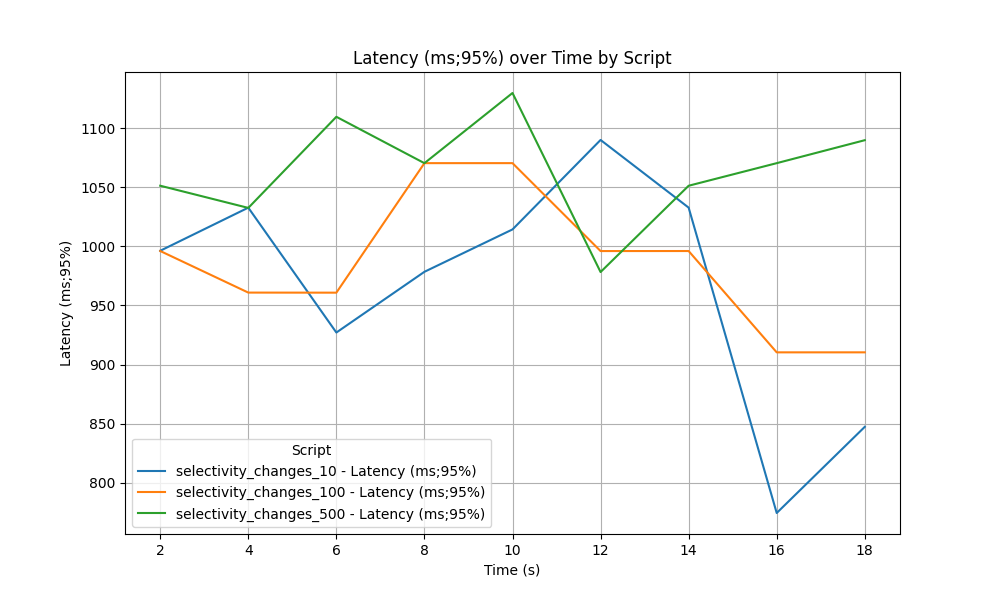 Latency (ms;95%) over Time by Script
Latency (ms;95%)
1100
1050
1000
950
900
850
800
Script
selectivity_changes_10 - Latency (ms;95%)
selectivity_changes_100 - Latency (ms;95%)
selectivity_changes_500 - Latency (ms;95%)
2 4 6 8 10 12 14 16 18
Time (s)